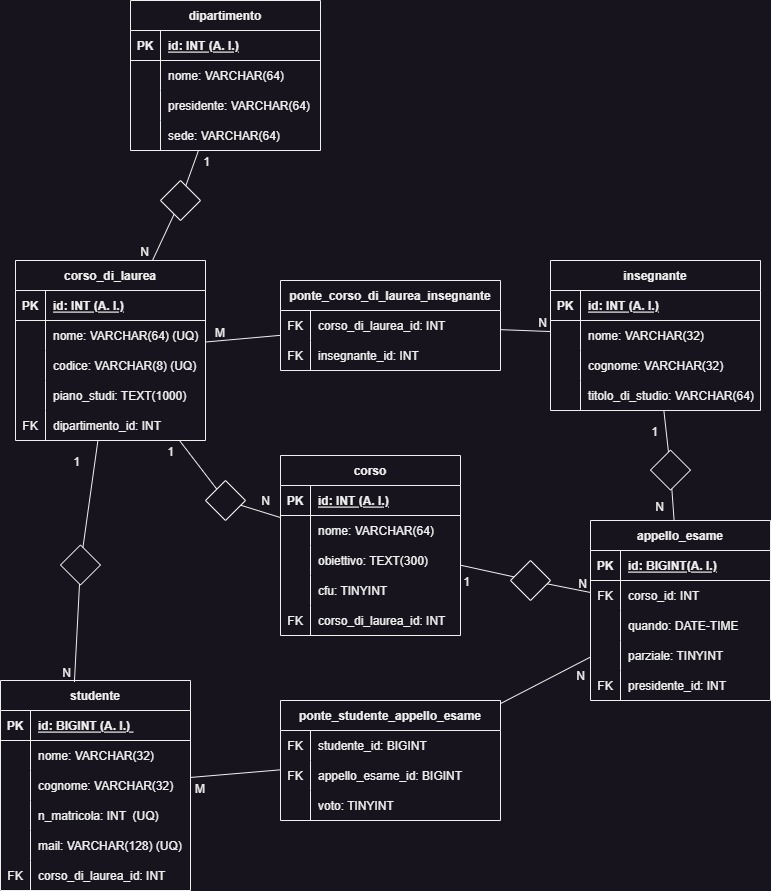 dipartimento
PK id: INT (A. I.)
nome: VARCHAR(64)
presidente: VARCHAR(64)
sede: VARCHAR(64)
1
N
corso_di_laurea
PK id: INT (A. I.)
nome: VARCHAR(64) (UQ)
codice: VARCHAR(8) (UQ)
piano_studi: TEXT(1000)
FK dipartimento_id: INT
M
ponte_corso_di_laurea_insegnante
FK corso_di_laurea_id: INT
FK insegnante_id: INT
N
insegnante
PK id: INT (A. I.)
nome: VARCHAR(32)
cognome: VARCHAR(32)
titolo_di_studio: VARCHAR(64)
1
1
1
N
N
corso
PK id: INT (A. I.)
nome: VARCHAR(64)
obiettivo: TEXT(300)
cfu: TINYINT
FK corso_di_laurea_id: INT
1
N
appello_esame
PK id: BIGINT(A. I.)
FK corso_id: INT
quando: DATE-TIME
parziale: TINYINT
FK presidente_id: INT
N
N
studente
PK id: BIGINT (A. I.)
nome: VARCHAR(32)
cognome: VARCHAR(32)
n_matricola: INT (UQ)
mail: VARCHAR(128) (UQ)
FK corso_di_laurea_id: INT
M
ponte_studente_appello_esame
FK studente_id: BIGINT
FK appello_esame_id: BIGINT
voto: TINYINT